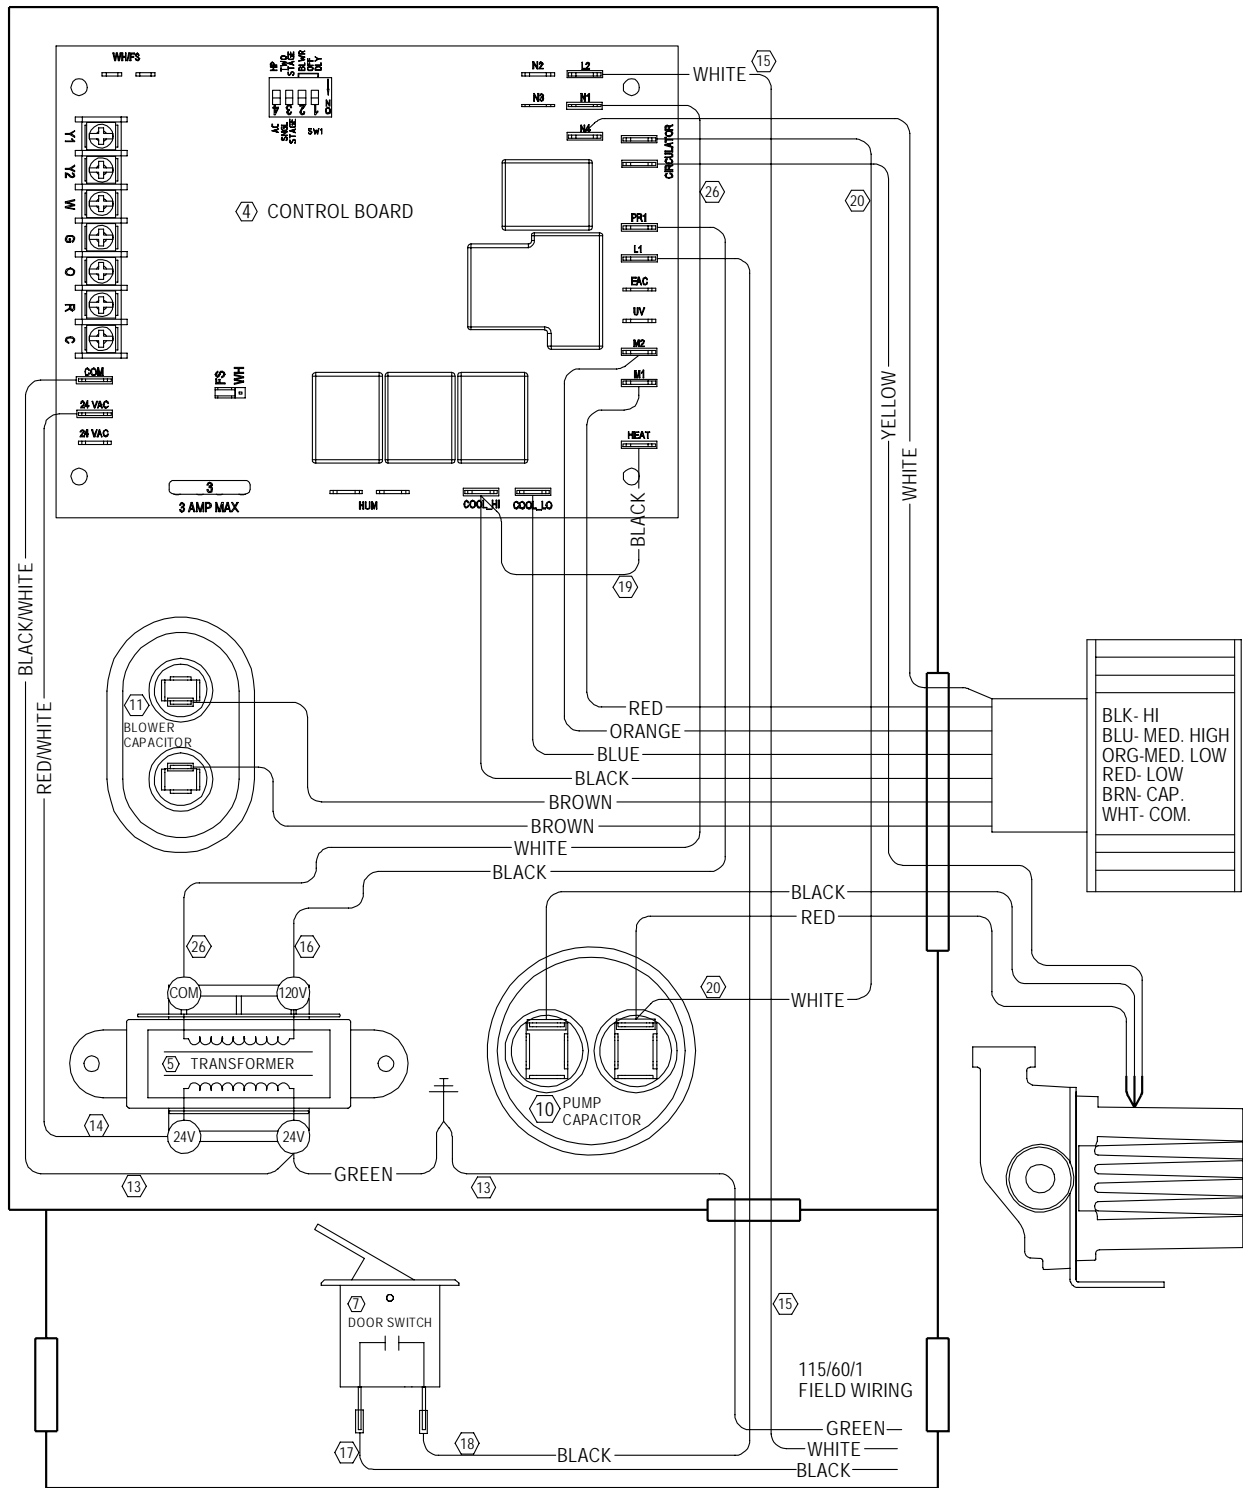 WH/FS
HP
TWO
STAGE
BLWR
OFF
DLY
4 3 2 1
AC
SNGL
STAGE
SW1
N2
L2
WHITE
15
N3
N1
N4
CIRCULATOR
Y1
Y2
W
G
O
R
C
4 CONTROL BOARD
26
20
PR1
L1
EAC
UV
M2
M1
HEAT
COM
24 VAC
24 VAC
FS
WH
3
3 AMP MAX
HUM
COOL_HI
COOL_LO
BLACK
19
YELLOW
WHITE
BLACK/WHITE
RED/WHITE
11
BLOWER
CAPACITOR
RED
ORANGE
BLUE
BLACK
BROWN
BROWN
WHITE
BLACK
BLK- HI
BLU- MED. HIGH
ORG-MED. LOW
RED- LOW
BRN- CAP.
WHT- COM.
BLACK
RED
26
16
COM
120V
20
WHITE
5 TRANSFORMER
10 PUMP
CAPACITOR
14
24V
24V
GREEN
13
13
7
DOOR SWITCH
15
115/60/1
FIELD WIRING
GREEN
17
18
BLACK
WHITE
BLACK